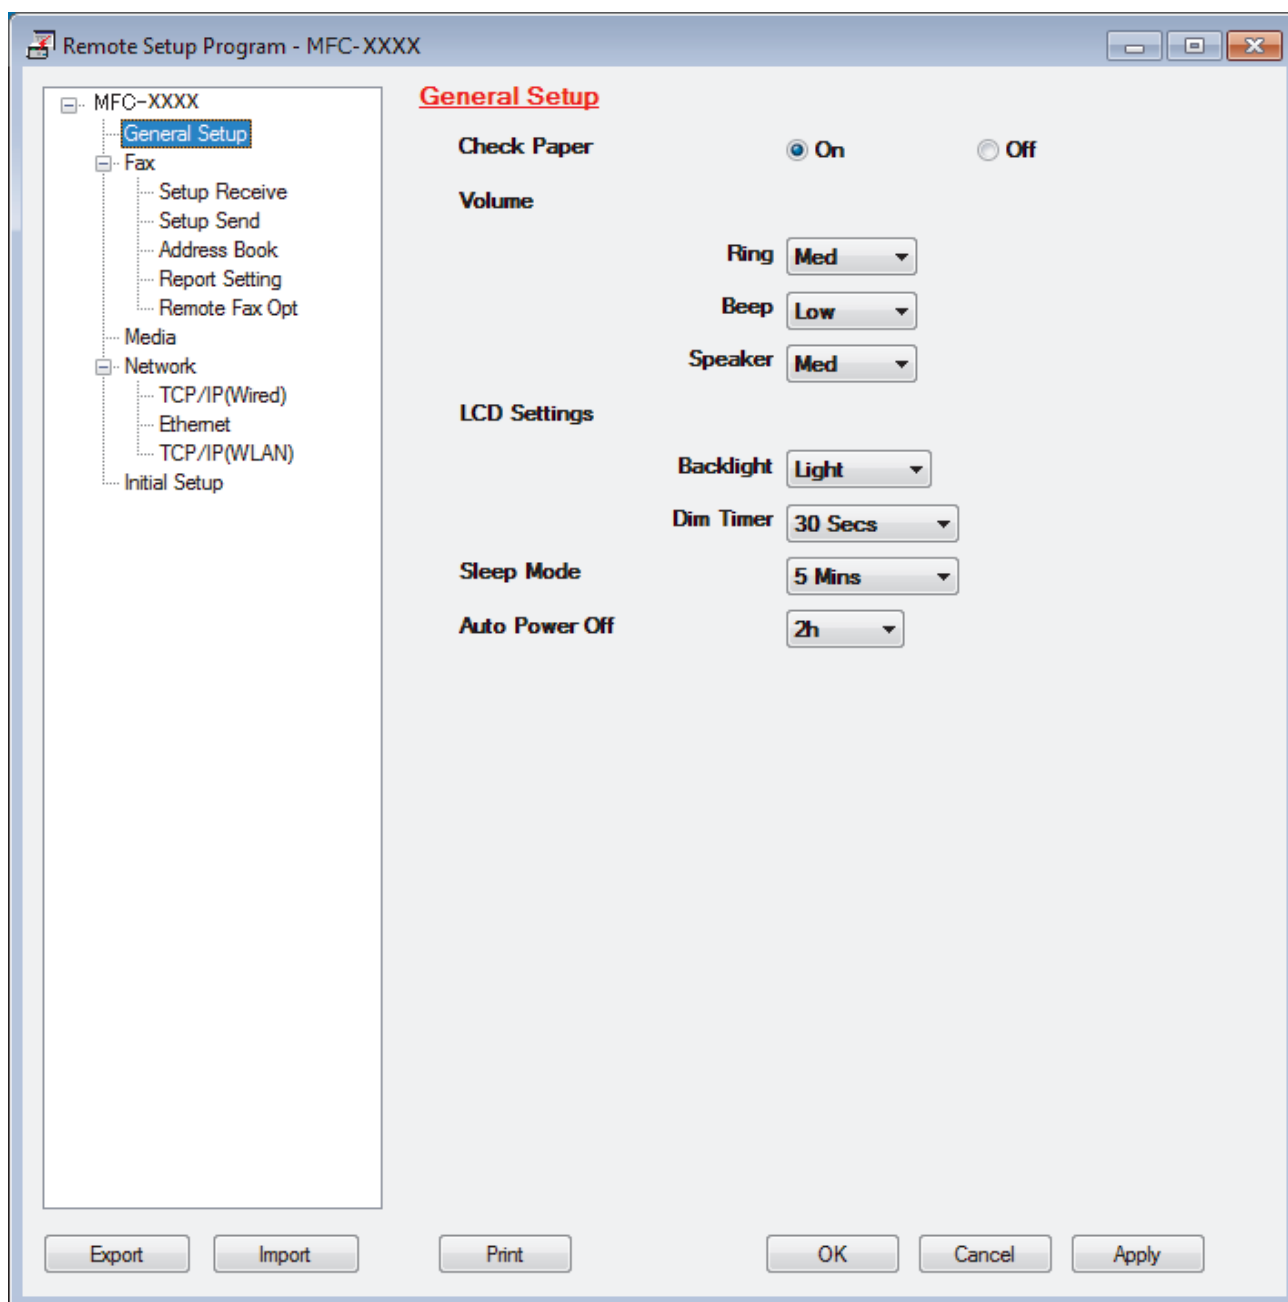 Remote Setup Program - MFC-XXXX
MFC-XXXX
General Setup
Fax
Setup Receive
Setup Send
Address Book
Report Setting
Remote Fax Opt
Media
Network
TCP/IP(Wired)
Ethernet
TCP/IP(WLAN)
Initial Setup
General Setup
Check Paper On Off
Volume
Ring Med
Beep Low
Speaker Med
LCD Settings
Backlight Light
Dim Timer 30 Secs
Sleep Mode 5 Mins
Auto Power Off 2h
Export Import Print OK Cancel Apply